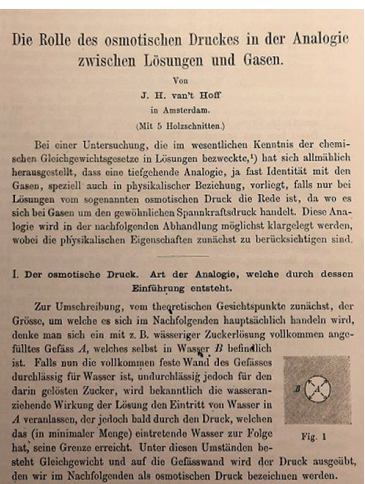 Die Rolle des osmotischen Druckes in der Analogie
zwischen Lösungen und Gasen.
Von
J. H. van't Hoff
in Amsterdam.
(Mit 5 Holzschnitten.)
Bei einer Untersuchung, die im wesentlichen Kenntnis der chemi-
schen Gleichgewichtsgesetze in Lösungen bezweckte,¹) hat sich allmählich
herausgestellt, dass eine tiefgehende Analogie, ja fast Identität mit den
Gasen, speziell auch in physikalischer Beziehung, vorliegt, falls nur bei
Lösungen vom sogenannten osmotischen Druck die Rede ist, da wo es
sich bei Gasen um den gewöhnlichen Spannkraftsdruck handelt. Diese Ana-
logie wird in der nachfolgenden Abhandlung möglichst klargelegt werden,
wobei die physikalischen Eigenschaften zunächst zu berücksichtigen sind.
I. Der osmotische Druck. Art der Analogie, welche durch dessen
Einführung entsteht.
Zur Umschreibung, vom theoretischen Gesichtspunkte zunächst, der
Grösse, um welche es sich im Nachfolgenden hauptsächlich handeln wird,
denke man sich ein mit z. B. wässeriger Zuckerlösung vollkommen ange-
fülltes Gefäss A, welches selbst in Wasser B befindlich
ist. Falls nun die vollkommen feste Wand des Gefässes
durchlässig für Wasser ist, undurchlässig jedoch für den
darin gelösten Zucker, wird bekanntlich die wasseran-
ziehende Wirkung der Lösung den Eintritt von Wasser in
A veranlassen, der jedoch bald durch den Druck, welchen
das (in minimaler Menge) eintretende Wasser zur Folge
hat, seine Grenze erreicht. Unter diesen Umständen be-
steht Gleichgewicht und auf die Gefässwand wird der Druck ausgeübt,
den wir im Nachfolgenden als osmotischen Druck bezeichnen werden.
B A
Fig. 1